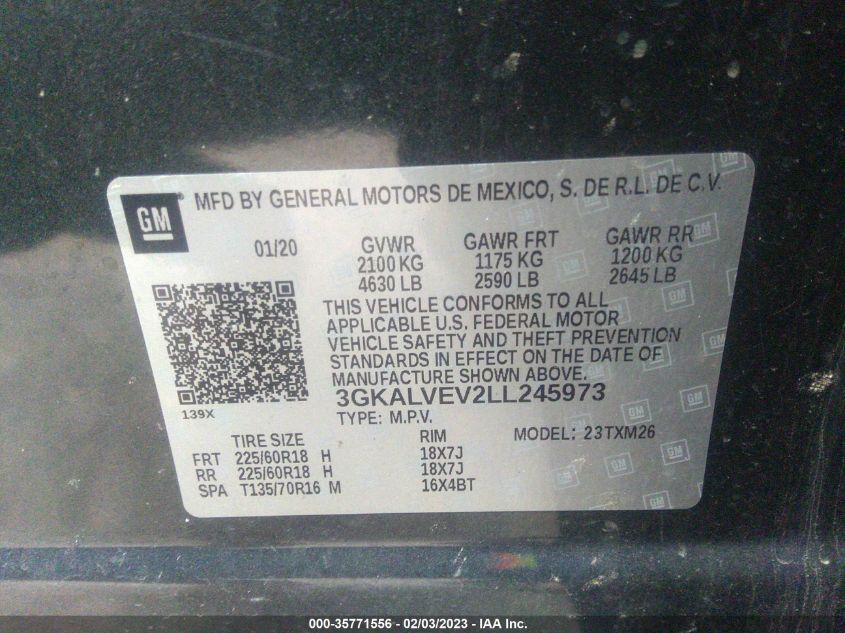 GM
MFD BY GENERAL MOTORS DE MEXICO, S. DE R.L. DE C.V.
01/20 GVWR GAWR FRT GAWR RR
2100 KG 1175 KG 1200 KG
4630 LB 2590 LB 2645 LB
THIS VEHICLE CONFORMS TO ALL
APPLICABLE U.S. FEDERAL MOTOR
VEHICLE SAFETY AND THEFT PREVENTION
STANDARDS IN EFFECT ON THE DATE OF
MANUFACTURE SHOWN ABOVE.
3GKALVEV2LL245973
139X
TYPE: M.P.V.
MODEL: 23TXM26
TIRE SIZE RIM
FRT 225/60R18 H 18X7J
RR 225/60R18 H 18X7J
SPA T135/70R16 M 16X4BT
000-35771556 - 02/03/2023 - IAA Inc.